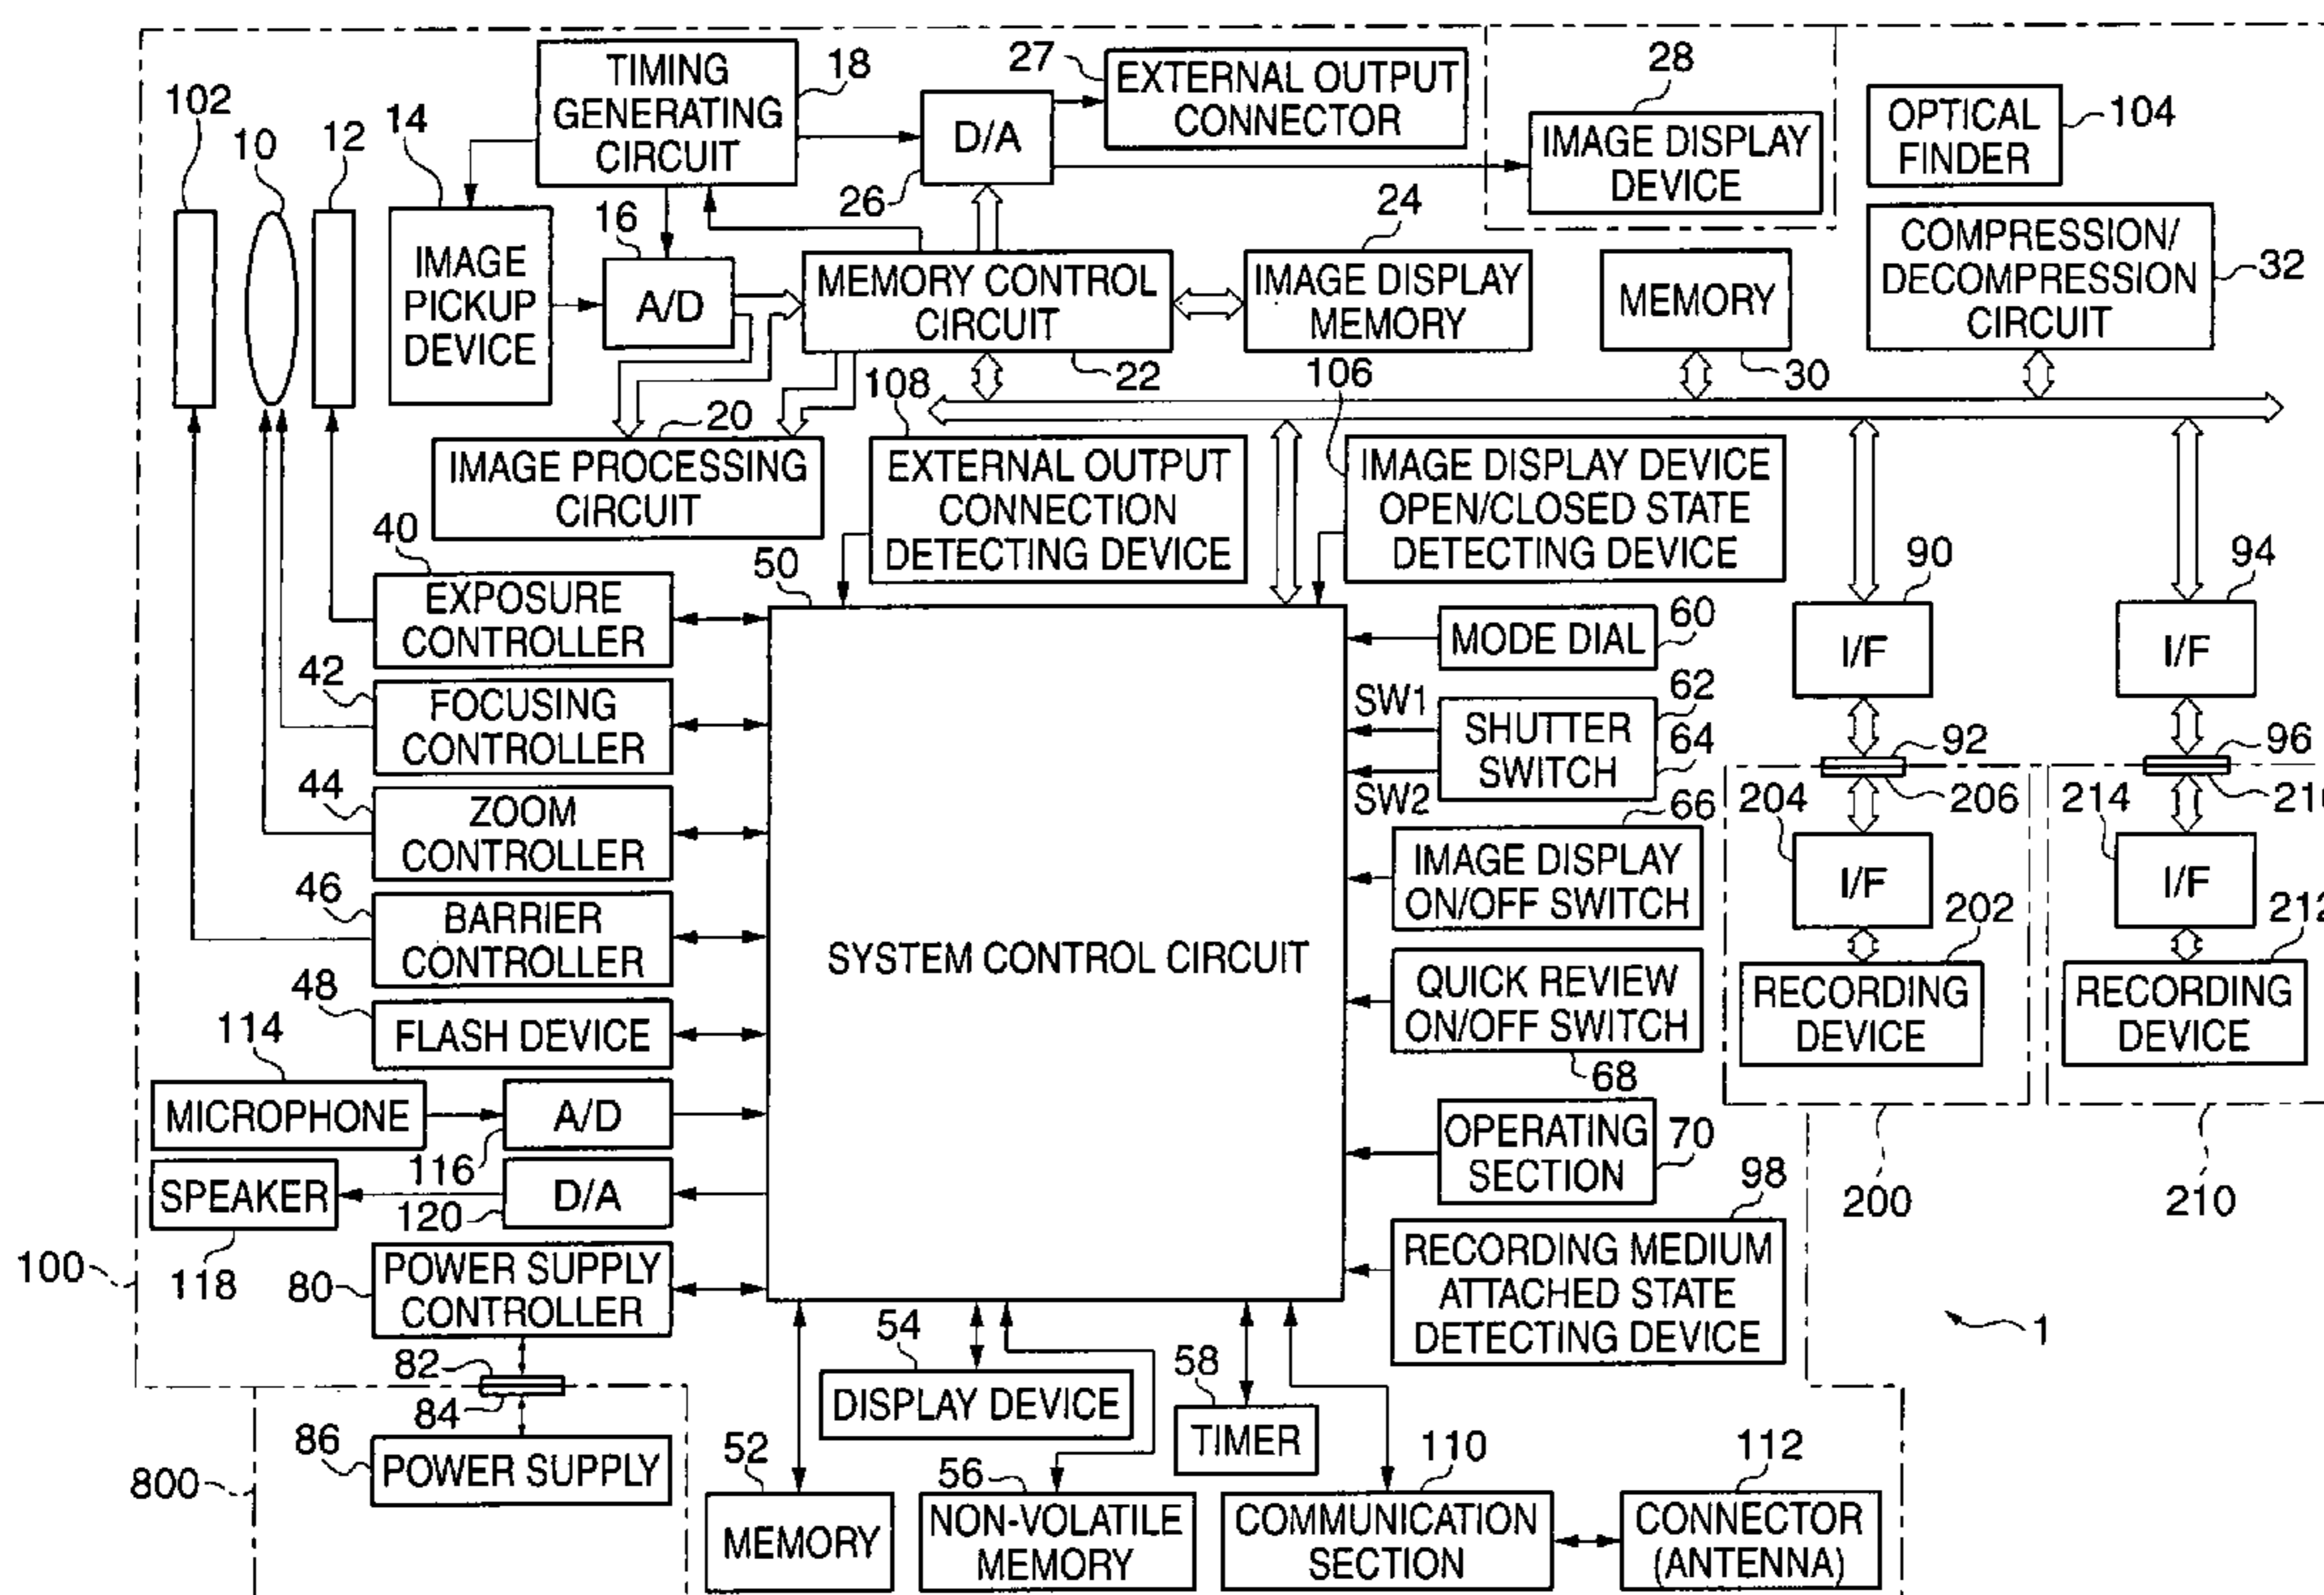 102
10
12
14
TIMING
GENERATING
CIRCUIT
18
27
EXTERNAL OUTPUT
CONNECTOR
D/A
26
28
IMAGE DISPLAY
DEVICE
OPTICAL
FINDER
104
IMAGE
PICKUP
DEVICE
16
A/D
MEMORY CONTROL
CIRCUIT
22
24
IMAGE DISPLAY
MEMORY
MEMORY
30
COMPRESSION/
DECOMPRESSION
CIRCUIT
32
20
IMAGE PROCESSING
CIRCUIT
108
EXTERNAL OUTPUT
CONNECTION
DETECTING DEVICE
106
IMAGE DISPLAY DEVICE
OPEN/CLOSED STATE
DETECTING DEVICE
40
EXPOSURE
CONTROLLER
42
FOCUSING
CONTROLLER
44
ZOOM
CONTROLLER
46
BARRIER
CONTROLLER
48
FLASH DEVICE
114
MICROPHONE
116
A/D
SPEAKER
118
D/A
120
100
80
POWER SUPPLY
CONTROLLER
82
84
86
POWER SUPPLY
800
50
SYSTEM CONTROL CIRCUIT
60
MODE DIAL
SW1
62
SHUTTER
SWITCH
64
SW2
66
IMAGE DISPLAY
ON/OFF SWITCH
QUICK REVIEW
ON/OFF SWITCH
68
OPERATING
SECTION
70
98
RECORDING MEDIUM
ATTACHED STATE
DETECTING DEVICE
90
I/F
92
94
I/F
96
204
206
I/F
202
RECORDING
DEVICE
200
214
I/F
212
RECORDING
DEVICE
210
1
54
DISPLAY DEVICE
58
TIMER
52
MEMORY
56
NON-VOLATILE
MEMORY
110
COMMUNICATION
SECTION
112
CONNECTOR
(ANTENNA)